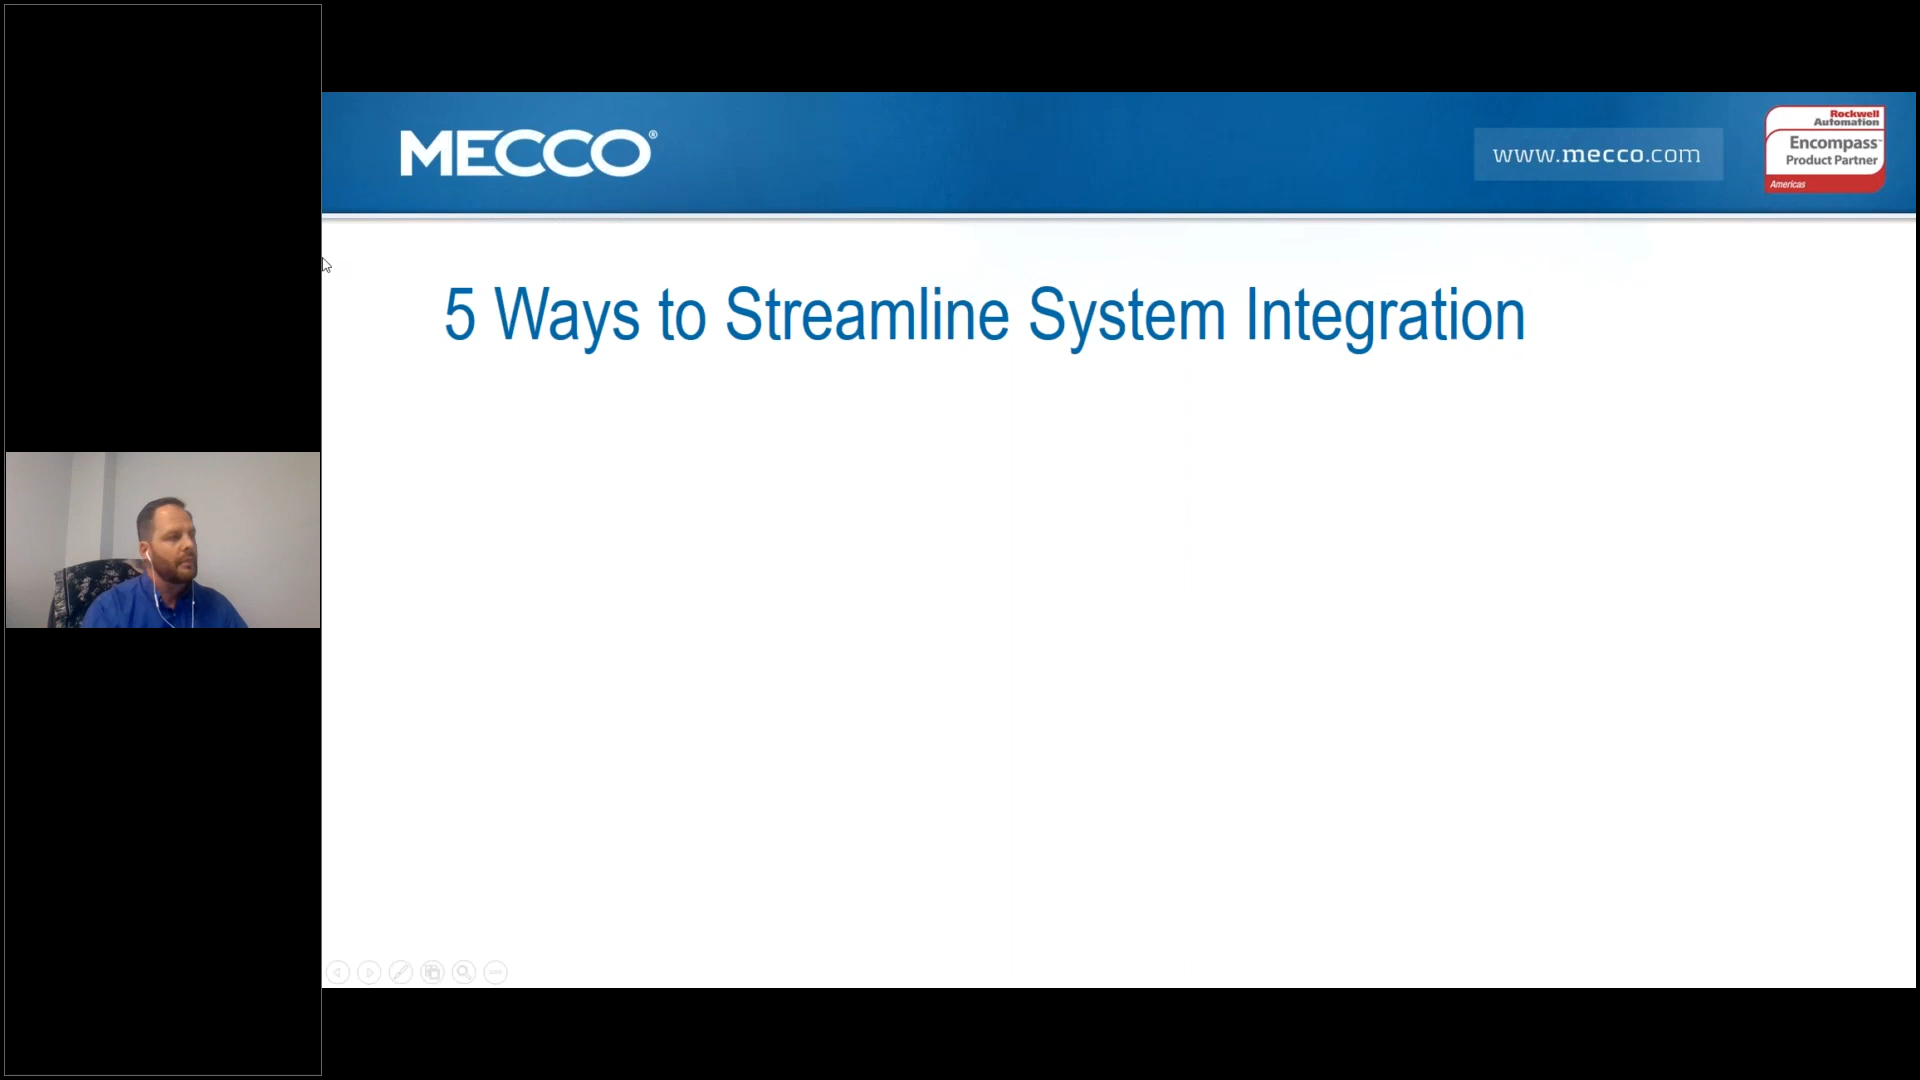 MECCO®
www.mecco.com
Rockwell
Automation
Encompass™
Product Partner
Americas
5 Ways to Streamline System Integration